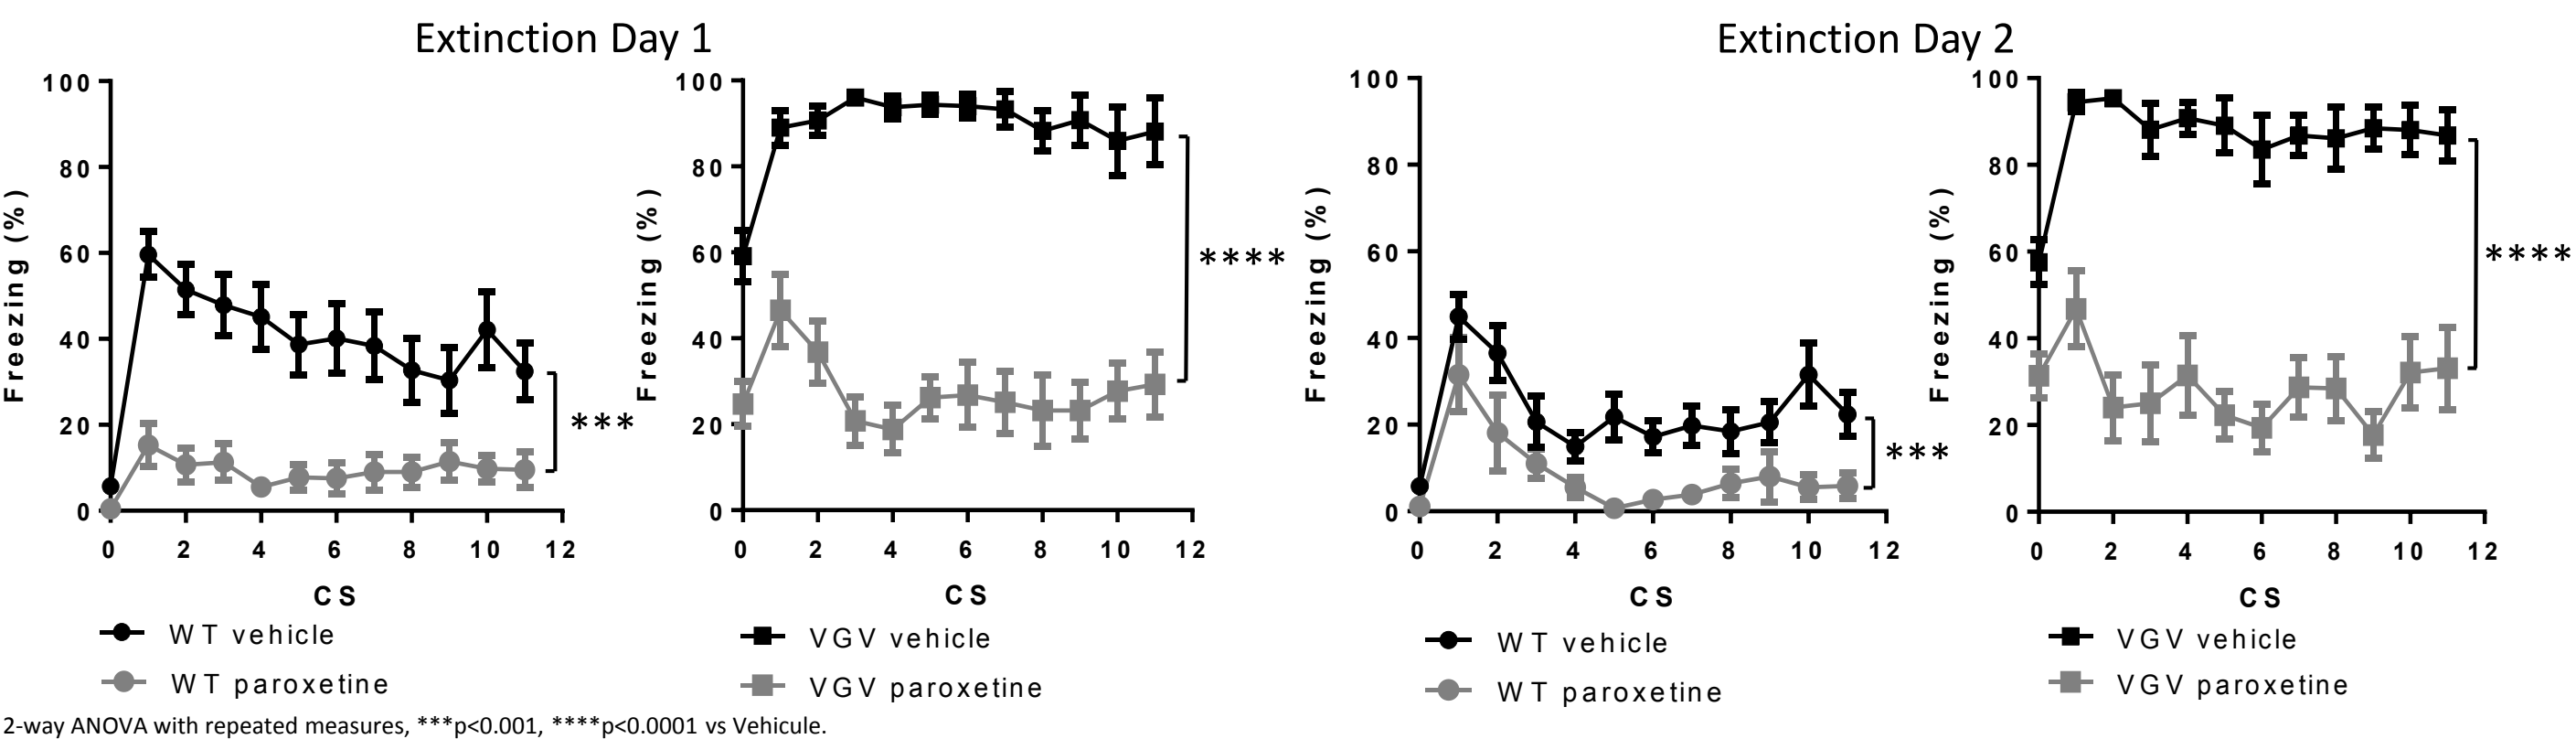 Extinction Day 1
Extinction Day 2
100
80
60
40
20
0
Freezing (%)
0 2 4 6 8 10 12
CS
***
WT vehicle
WT paroxetine
100
80
60
40
20
0
Freezing (%)
0 2 4 6 8 10 12
CS
****
VGV vehicle
VGV paroxetine
100
80
60
40
20
0
Freezing (%)
0 2 4 6 8 10 12
CS
***
WT vehicle
WT paroxetine
100
80
60
40
20
0
Freezing (%)
0 2 4 6 8 10 12
CS
****
VGV vehicle
VGV paroxetine
2-way ANOVA with repeated measures, ***p<0.001, ****p<0.0001 vs Vehicule.